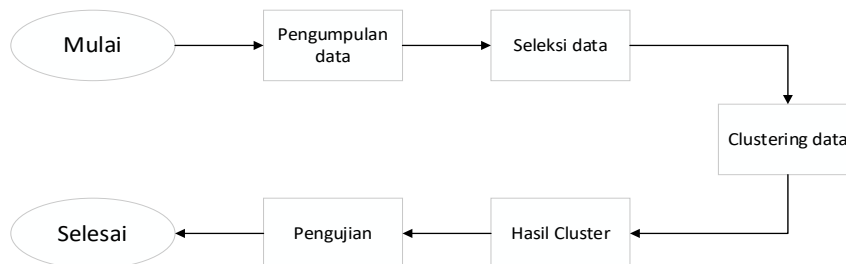 Mulai
Pengumpulan
data
Seleksi data
Clustering data
Hasil Cluster
Pengujian
Selesai